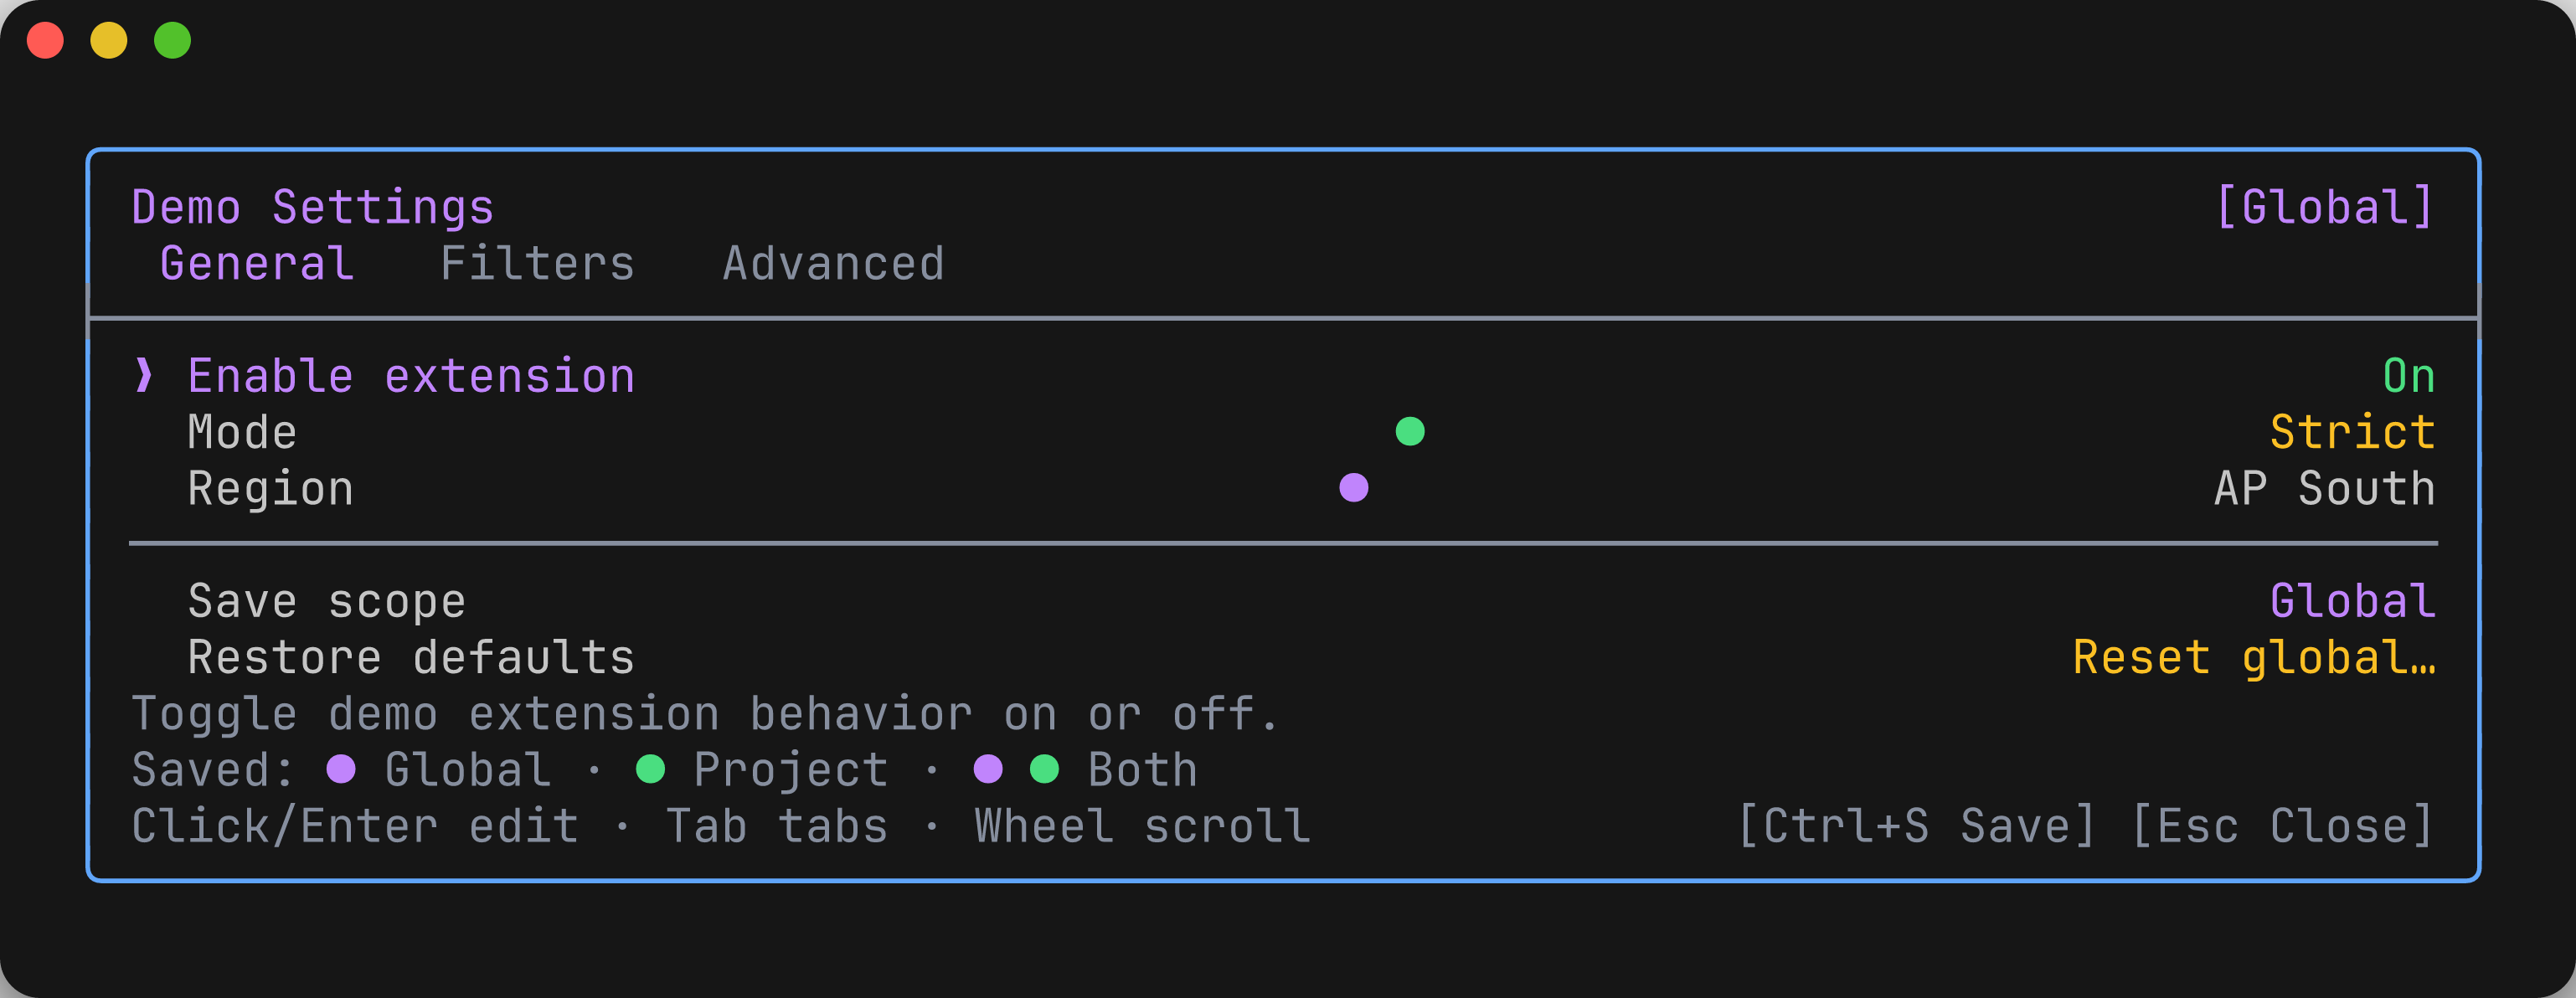 Demo Settings [Global]
General Filters Advanced
❯ Enable extension On
Mode ● Strict
Region ● AP South
Save scope Global
Restore defaults Reset global…
Toggle demo extension behavior on or off.
Saved: ● Global · ● Project · ● ● Both
Click/Enter edit · Tab tabs · Wheel scroll [Ctrl+S Save] [Esc Close]